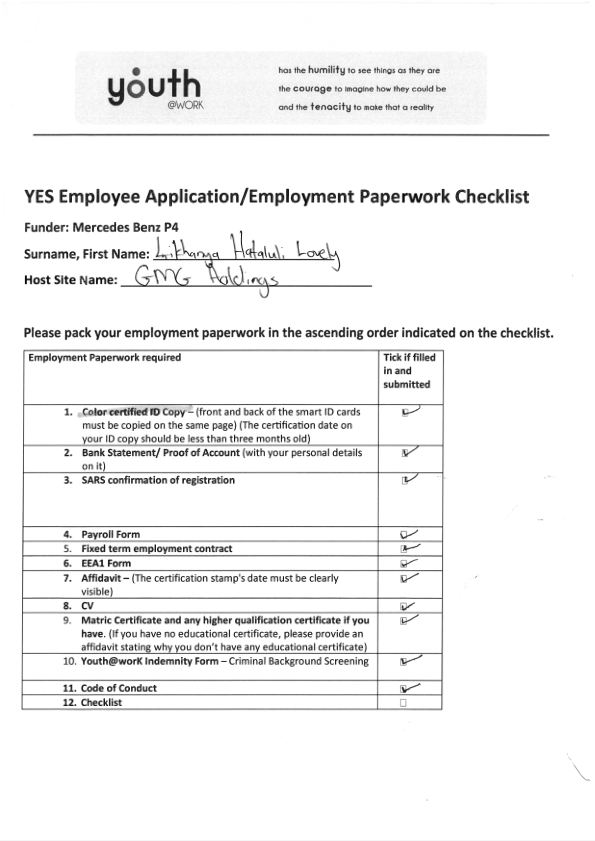 youth
@WORK
has the humility to see things as they are
the courage to imagine how they could be
and the tenacity to make that a reality
YES Employee Application/Employment Paperwork Checklist
Funder: Mercedes Benz P4
Surname, First Name: Hataluli Lovely
Host Site Name: GMG Holdings
Please pack your employment paperwork in the ascending order indicated on the checklist.
Employment Paperwork required
Tick if filled
in and
submitted
1. Color certified ID Copy – (front and back of the smart ID cards
must be copied on the same page) (The certification date on
your ID copy should be less than three months old)
2. Bank Statement/ Proof of Account (with your personal details
on it)
3. SARS confirmation of registration
4. Payroll Form
5. Fixed term employment contract
6. EEA1 Form
7. Affidavit – (The certification stamp's date must be clearly
visible)
8. CV
9. Matric Certificate and any higher qualification certificate if you
have. (If you have no educational certificate, please provide an
affidavit stating why you don't have any educational certificate)
10. Youth@worK Indemnity Form – Criminal Background Screening
11. Code of Conduct
12. Checklist